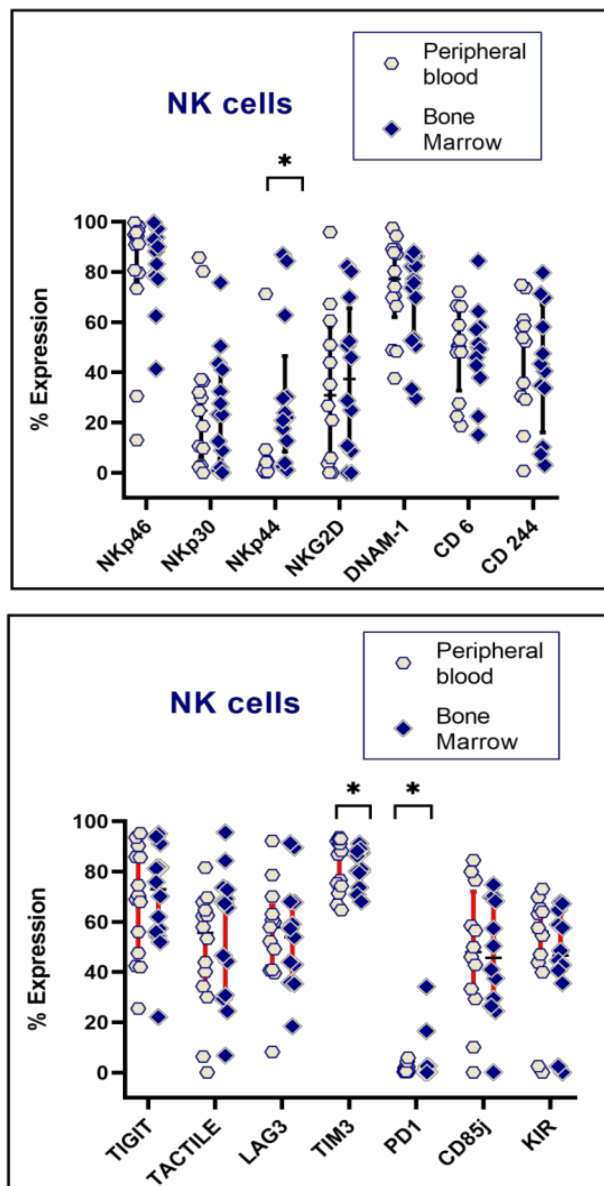 Peripheral
blood
Bone
Marrow
NK cells
*
% Expression
100
80
60
40
20
0
NKp46
NKp30
NKp44
NKG2D
DNAM-1
CD 6
CD 244
Peripheral
blood
Bone
Marrow
NK cells
*
*
% Expression
100
80
60
40
20
0
TIGIT
TACTILE
LAG3
TIM3
PD1
CD85j
KIR